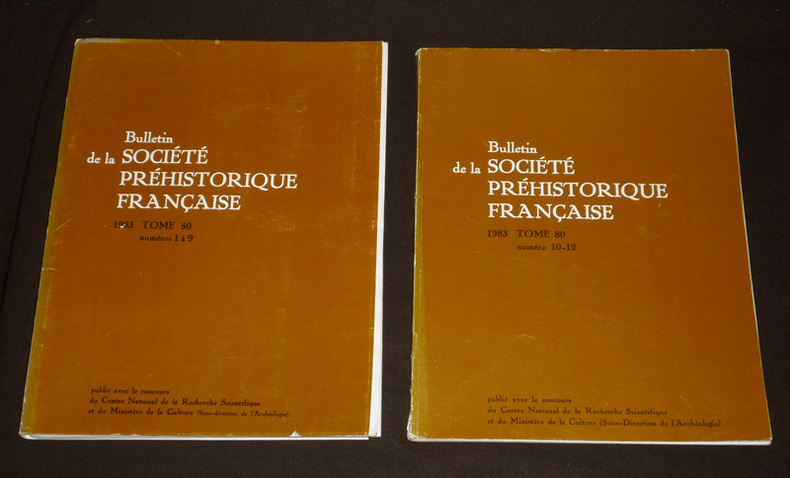 Bulletin
de la SOCIÉTÉ
PRÉHISTORIQUE
FRANÇAISE
1983 TOME 80
numéros 1 à 9
publié avec le concours
du Centre National de la Recherche Scientifique
et du Ministère de la Culture (Sous-direction de l'Archéologie).
Bulletin
de la SOCIÉTÉ
PRÉHISTORIQUE
FRANÇAISE
1983 TOME 80
numéro 10-12
publié avec le concours
du Centre National de la Recherche Scientifique
et du Ministère de la Culture (Sous-Direction de l'Archéologie)